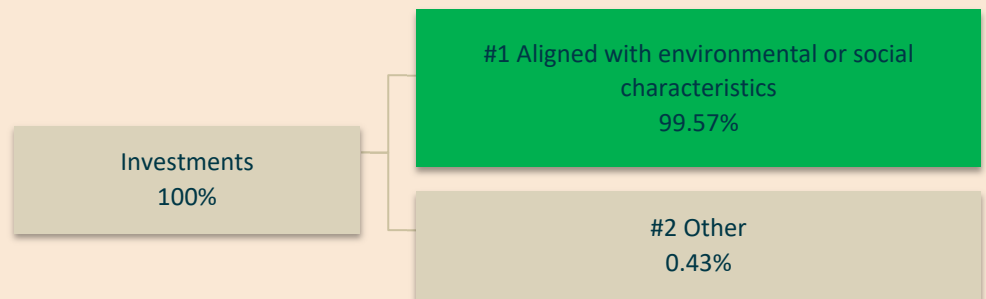 #1 Aligned with environmental or social
characteristics
99.57%
Investments
100%
#2 Other
0.43%